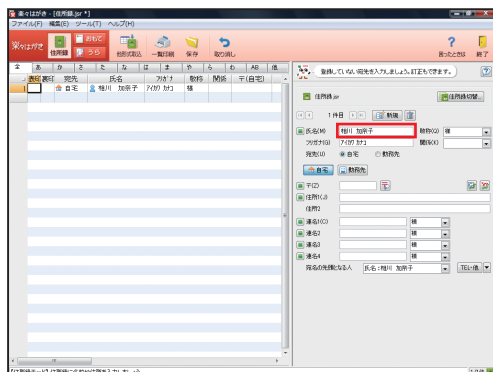 楽々はがき - [住所録.jsr *]
ファイル(F) 編集(E) ツール(T) ヘルプ(H)
楽々はがき 住所録 おもて うら 他形式取込 一覧印刷 保存 取り消し 困ったときは 終了
全 あ か さ た な は ま や ら わ AB 他
表印 裏印 宛先 氏名 フリガナ 敬称 関係 〒(自宅)
1 自宅 相川 加奈子 アイカワ カナコ 様
登録していない宛先を入力しましょう。訂正もできます。
住所録.jsr 住所録切替...
1 件目 新規
氏名(M) 相川 加奈子 敬称(Q) 様
フリガナ(G) アイカワ カナコ 関係(K)
宛先(U) 自宅 勤務先
自宅 勤務先
〒(Z)
住所1(J)
住所2
連名1(C) 様
連名2 様
連名3 様
連名4 様
宛名の先頭になる人 氏名:相川 加奈子 TEL・他